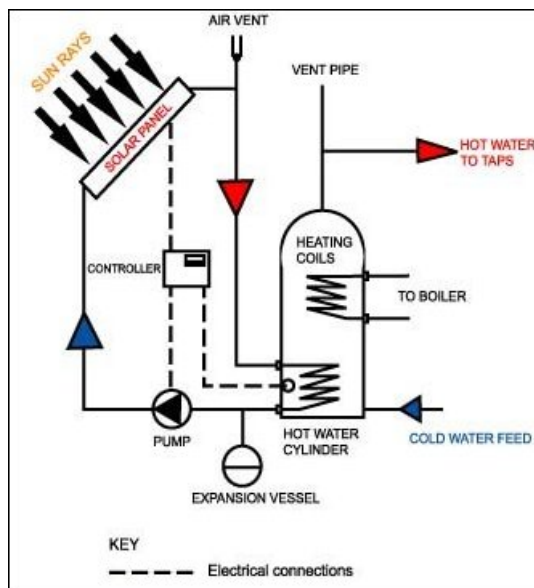 AIR VENT
SUN RAYS
VENT PIPE
SOLAR PANEL
HOT WATER
TO TAPS
HEATING
COILS
CONTROLLER
TO BOILER
PUMP
HOT WATER
CYLINDER
COLD WATER FEED
EXPANSION VESSEL
KEY
Electrical connections